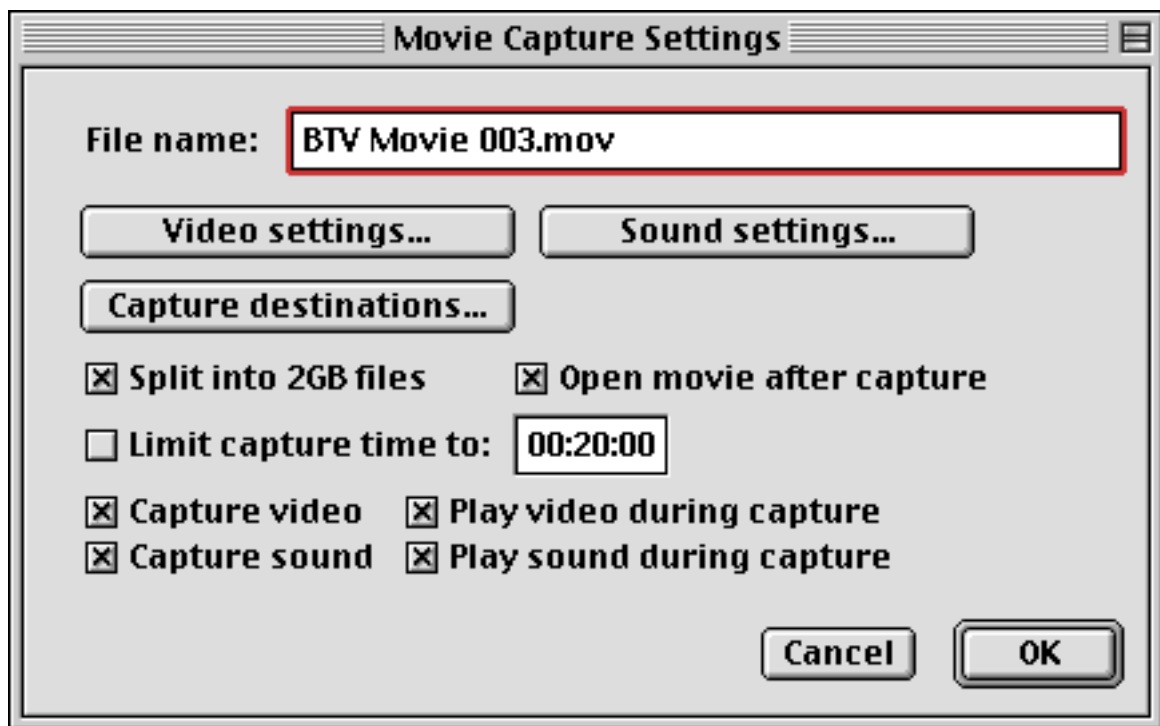 Movie Capture Settings
File name: BTV Movie 003.mov
Video settings... Sound settings...
Capture destinations...
Split into 2GB files Open movie after capture
Limit capture time to: 00:20:00
Capture video Play video during capture
Capture sound Play sound during capture
Cancel OK